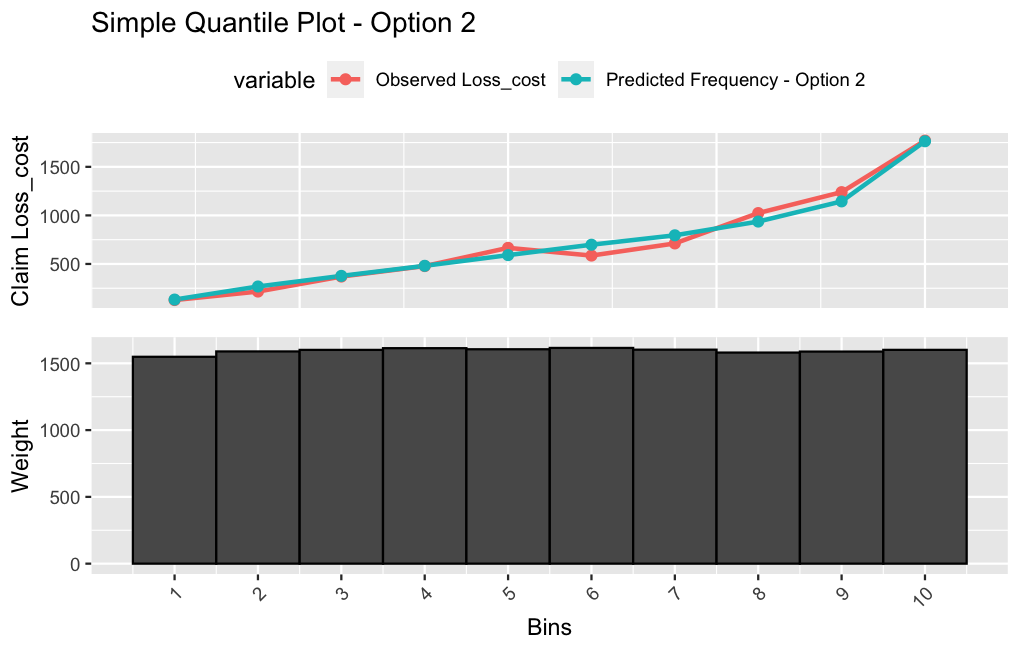 Simple Quantile Plot - Option 2
variable Observed Loss_cost Predicted Frequency - Option 2
Claim Loss_cost
1500
1000
500
Weight
1500
1000
500
0
1 2 3 4 5 6 7 8 9 10
Bins